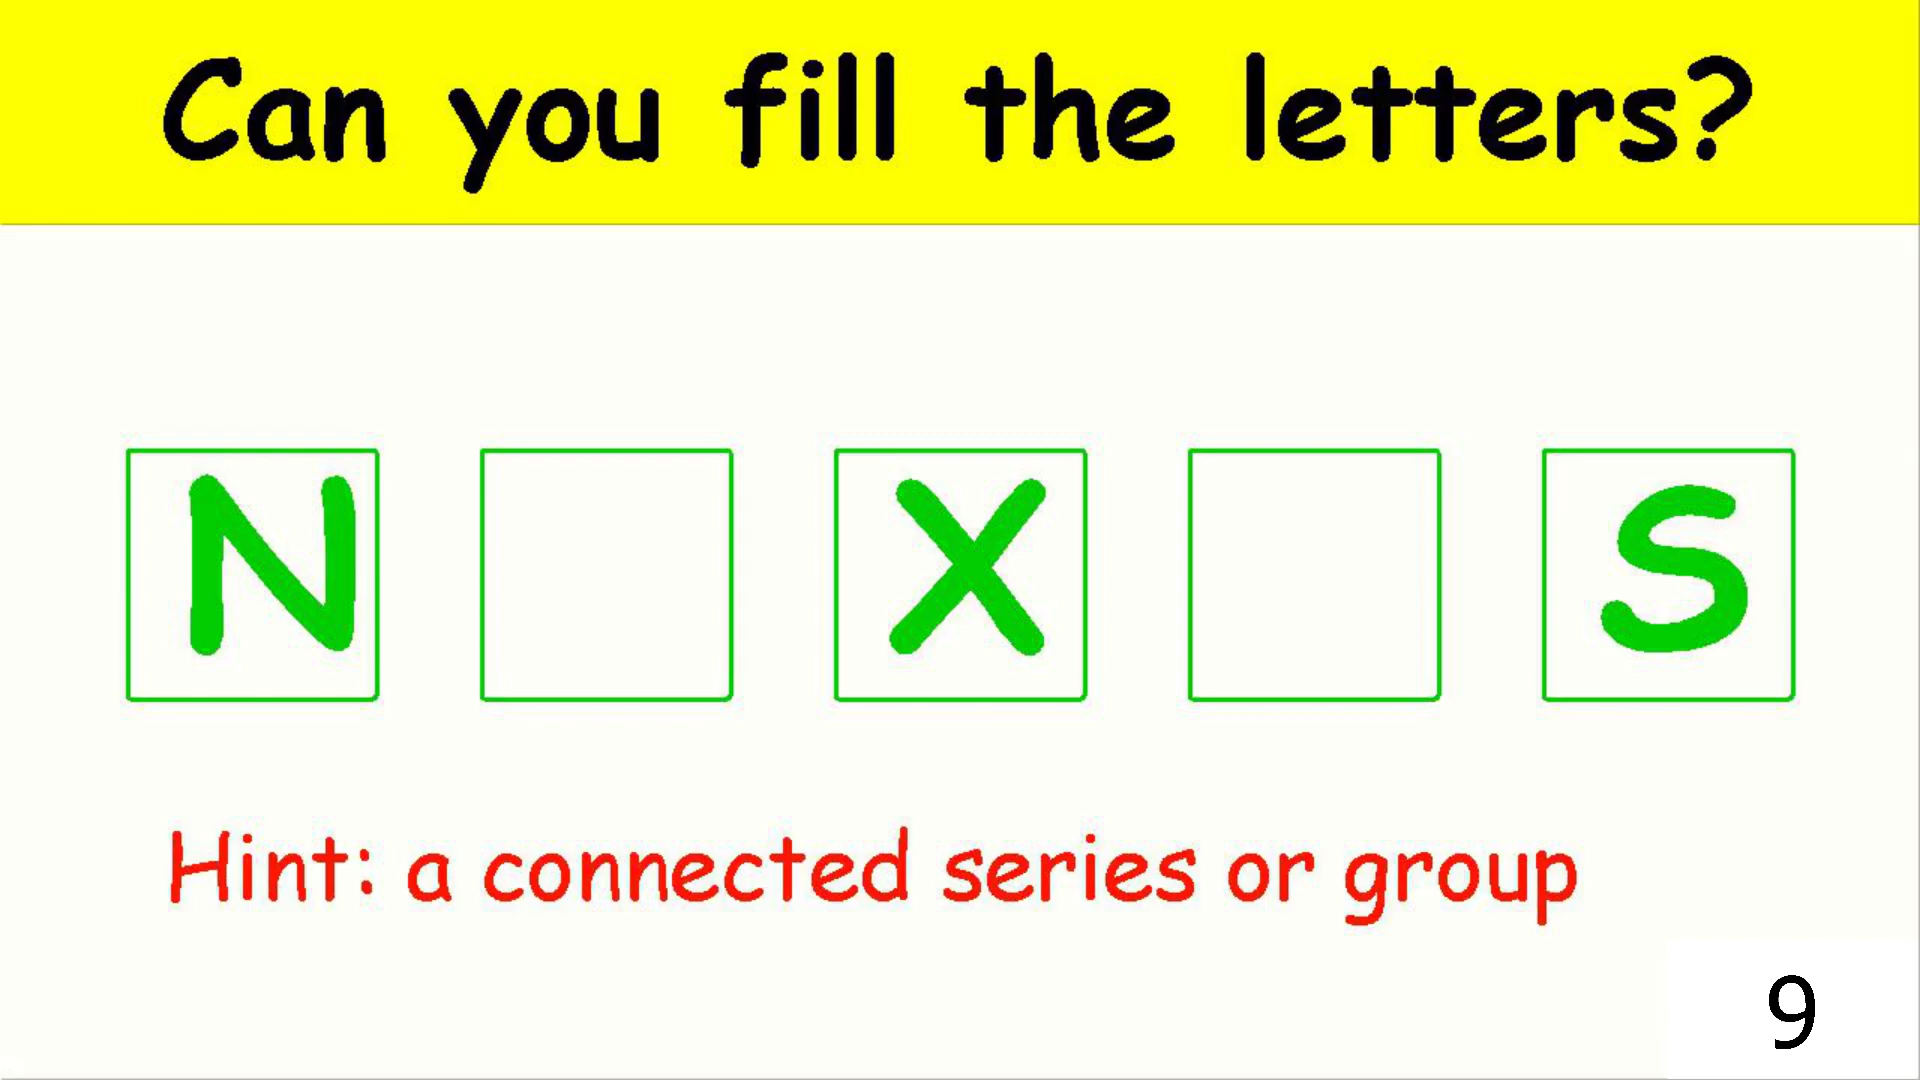 Can you fill the letters?
N X S
Hint: a connected series or group
9